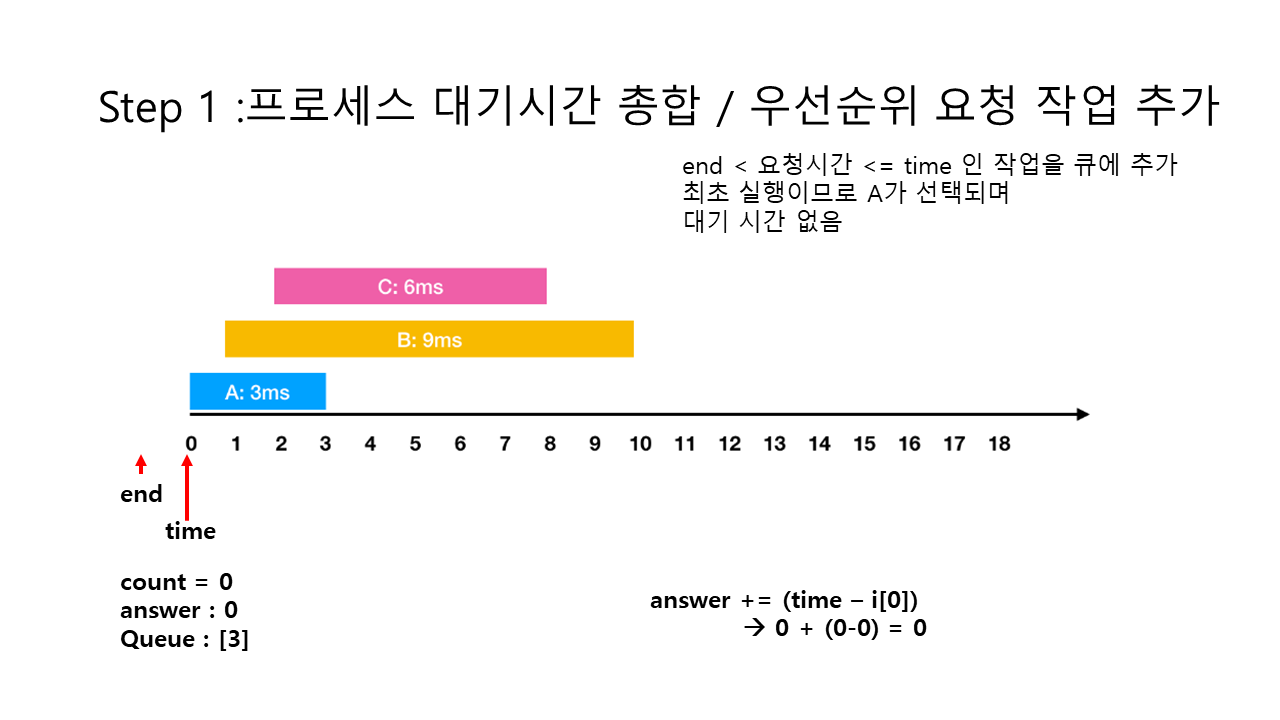 Step 1 :프로세스 대기시간 총합 / 우선순위 요청 작업 추가
end < 요청시간 <= time 인 작업을 큐에 추가
최초 실행이므로 A가 선택되며
대기 시간 없음
C: 6ms
B: 9ms
A: 3ms
0 1 2 3 4 5 6 7 8 9 10 11 12 13 14 15 16 17 18
end
time
count = 0
answer : 0
Queue : [3]
answer += (time – i[0])
→ 0 + (0-0) = 0